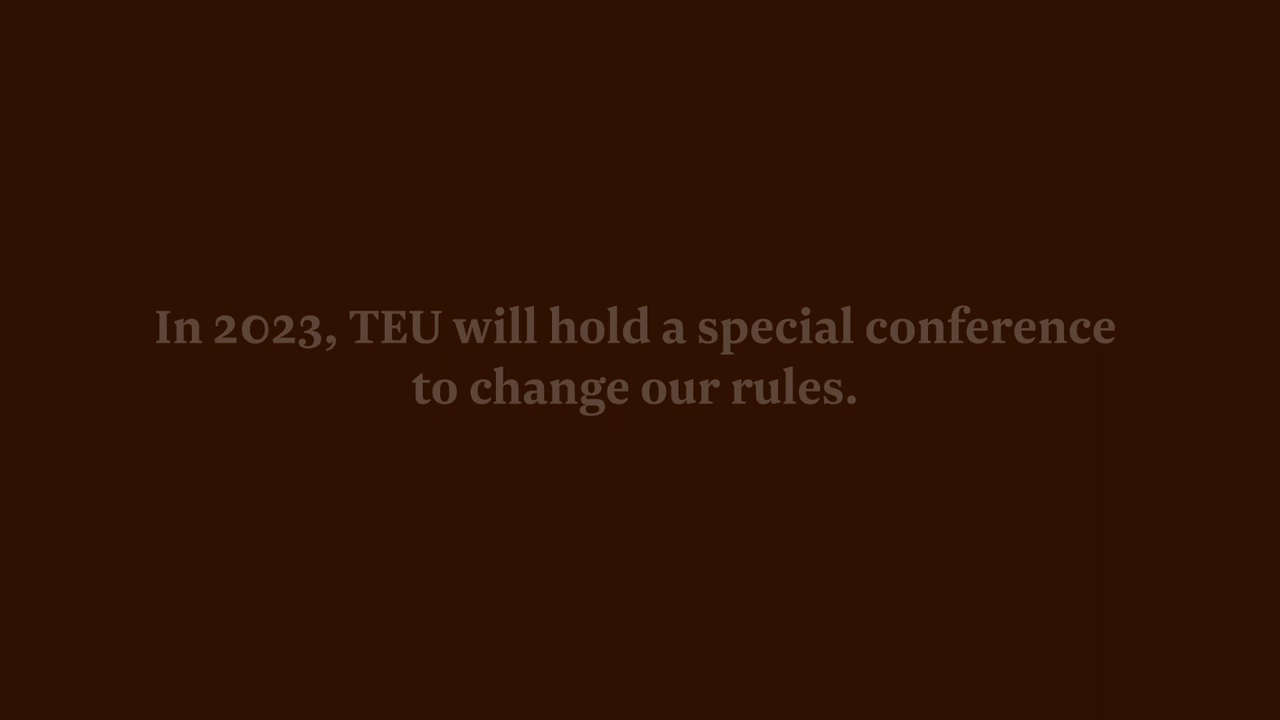 In 2023, TEU will hold a special conference
to change our rules.